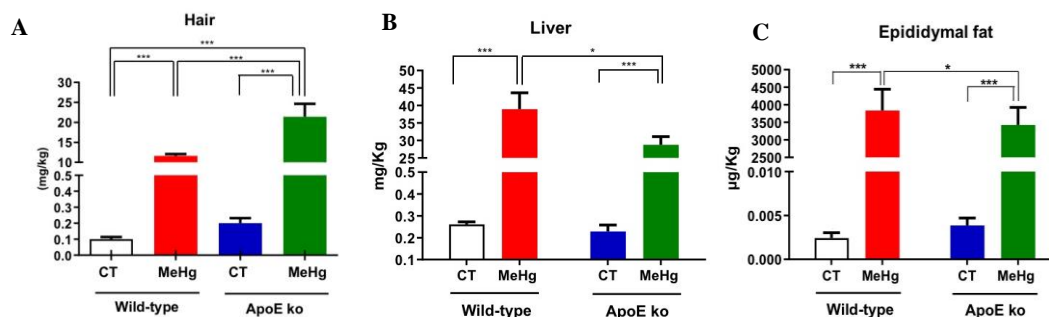 A
Hair
***
***
***
***
(mg/kg)
30
25
20
15
10
0.5
0.4
0.3
0.2
0.1
0.0
CT
MeHg
CT
MeHg
Wild-type
ApoE ko
B
Liver
***
*
***
mg/Kg
50
45
40
35
30
25
0.5
0.4
0.3
0.2
0.1
CT
MeHg
CT
MeHg
Wild-type
ApoE ko
C
Epididymal fat
***
*
***
µg/Kg
5000
4500
4000
3500
3000
2500
0.010
0.005
0.000
CT
MeHg
CT
MeHg
Wild-type
ApoE ko